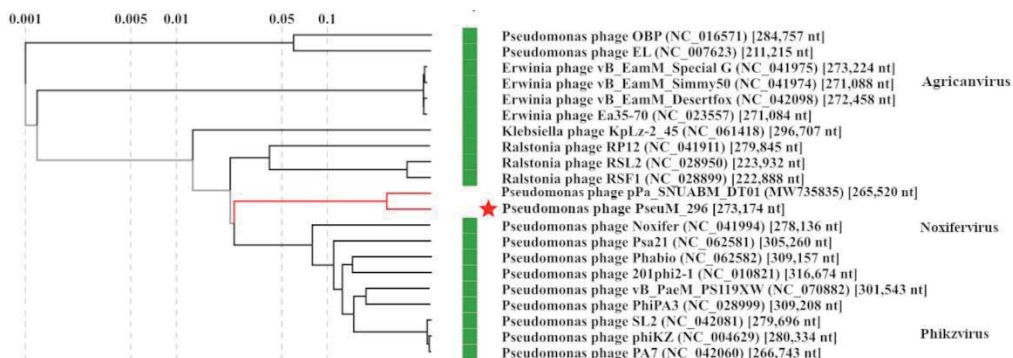 0.001 0.005 0.01 0.05 0.1
Pseudomonas phage OBP (NC_016571) [284,757 nt]
Pseudomonas phage EL (NC_007623) [211,215 nt]
Erwinia phage vB_EamM_Special G (NC_041975) [273,224 nt]
Agricanvirus
Erwinia phage vB_EamM_Simmy50 (NC_041974) [271,088 nt]
Erwinia phage vB_EamM_Desertfox (NC_042098) [272,458 nt]
Erwinia phage Ea35-70 (NC_023557) [271,084 nt]
Klebsiella phage KpLz-2_45 (NC_061418) [296,707 nt]
Ralstonia phage RP12 (NC_041911) [279,845 nt]
Ralstonia phage RSL2 (NC_028950) [223,932 nt]
Ralstonia phage RSF1 (NC_028899) [222,888 nt]
Pseudomonas phage pPa_SNUABM_DT01 (MW735835) [265,520 nt]
Pseudomonas phage PseuM_296 [273,174 nt]
Pseudomonas phage Noxifer (NC_041994) [278,136 nt]
Noxifervirus
Pseudomonas phage Psa21 (NC_062581) [305,260 nt]
Pseudomonas phage Phabio (NC_062582) [309,157 nt]
Pseudomonas phage 201phi2-1 (NC_010821) [316,674 nt]
Pseudomonas phage vB_PaeM_PS119XW (NC_070882) [301,543 nt]
Pseudomonas phage PhiPA3 (NC_028999) [309,208 nt]
Pseudomonas phage SL2 (NC_042081) [279,696 nt]
Pseudomonas phage phiKZ (NC_004629) [280,334 nt]
Phikzvirus
Pseudomonas phage PA7 (NC_042060) [266,743 nt]